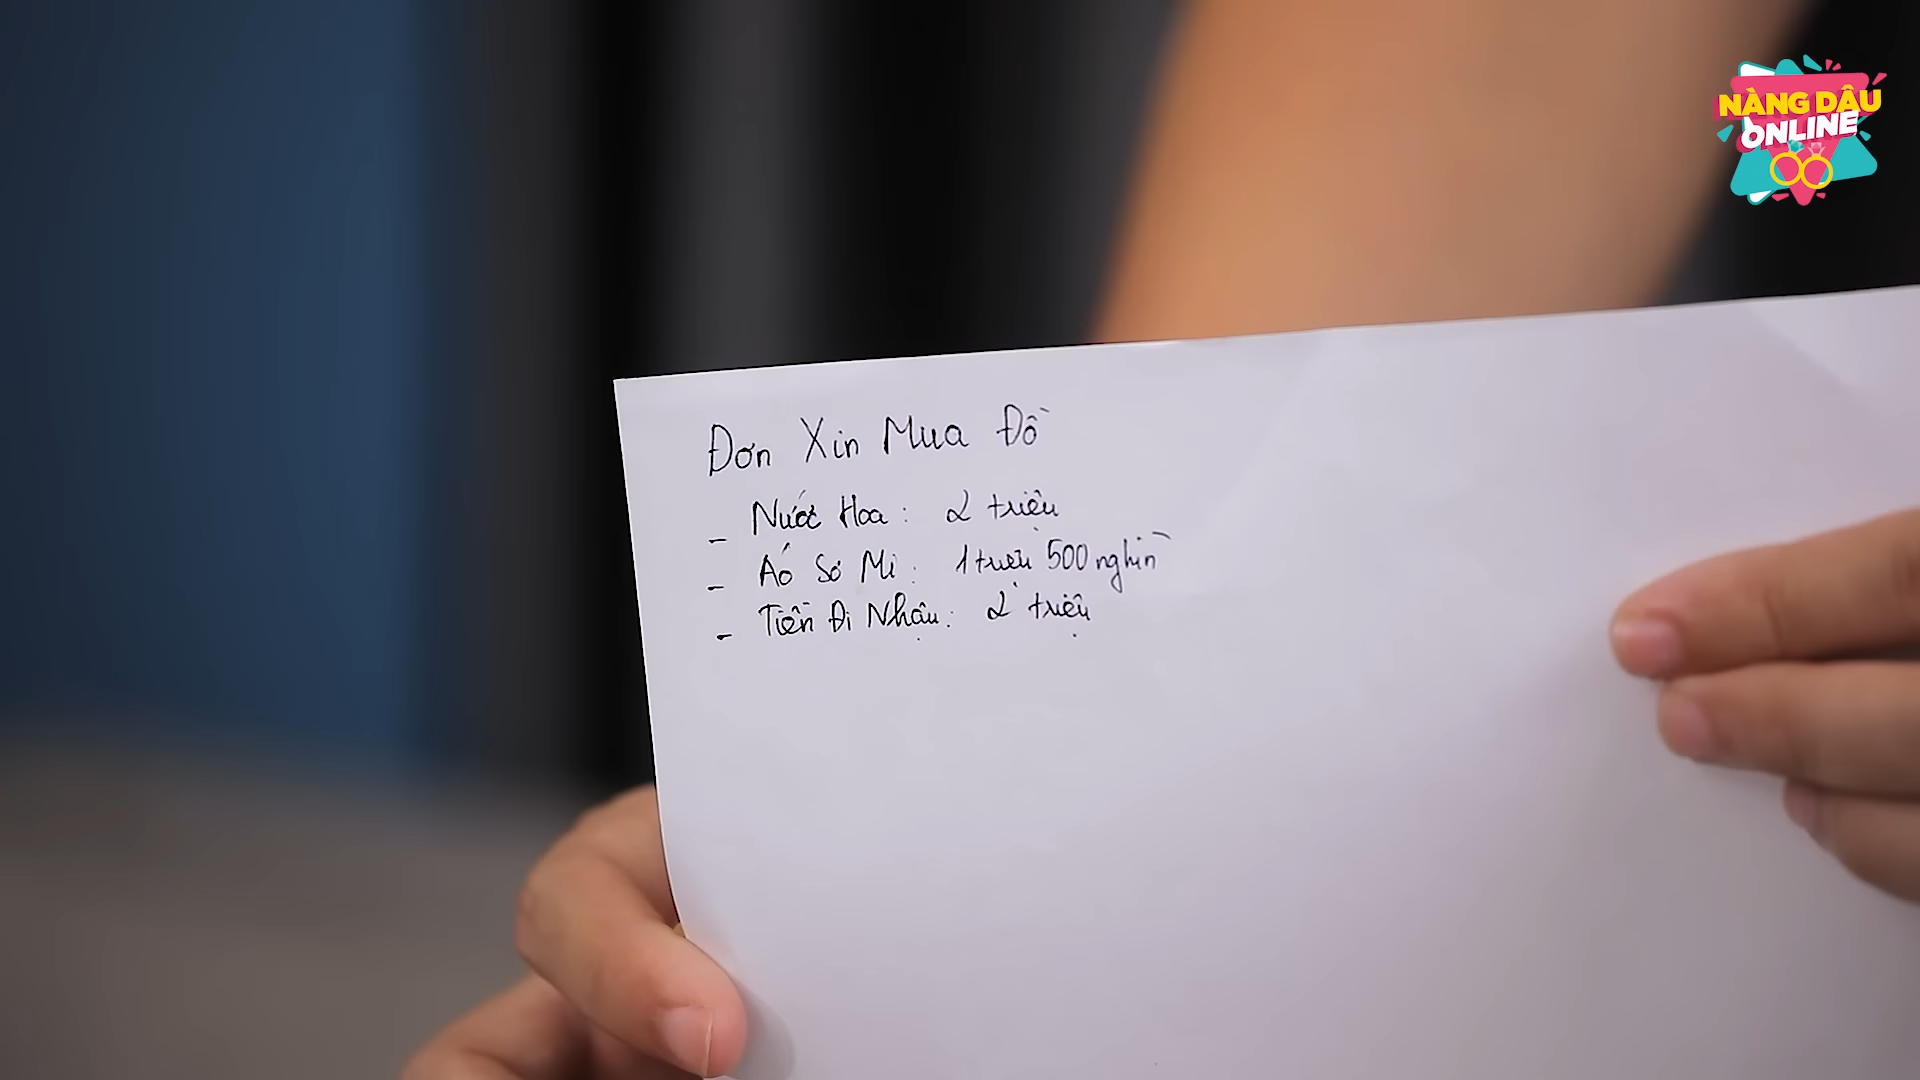 NÀNG DÂU
ONLINE
Đơn Xin Mua Đồ
- Nước Hoa: 2 triệu
- Áo Sơ Mi: 1 triệu 500 nghìn
- Tiền Đi Nhậu: 2 triệu